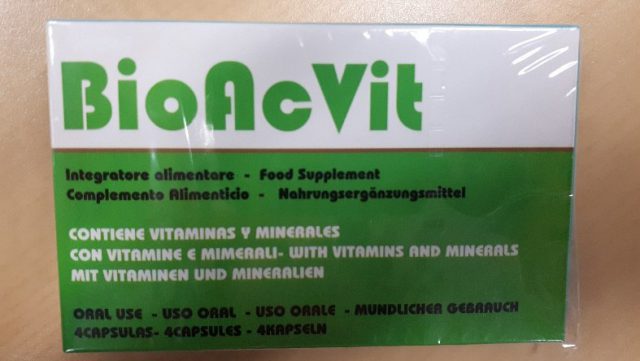 BioAcVit
Integratore alimentare - Food Supplement
Complemento Alimenticio - Nahrungsergänzungsmittel
CONTIENE VITAMINAS Y MINERALES
CON VITAMINE E MIMERALI- WITH VITAMINS AND MINERALS
MIT VITAMINEN UND MINERALIEN
ORAL USE - USO ORAL - USO ORALE - MUNDLICHER GEBRAUCH
4CAPSULAS- 4CAPSULES - 4KAPSELN